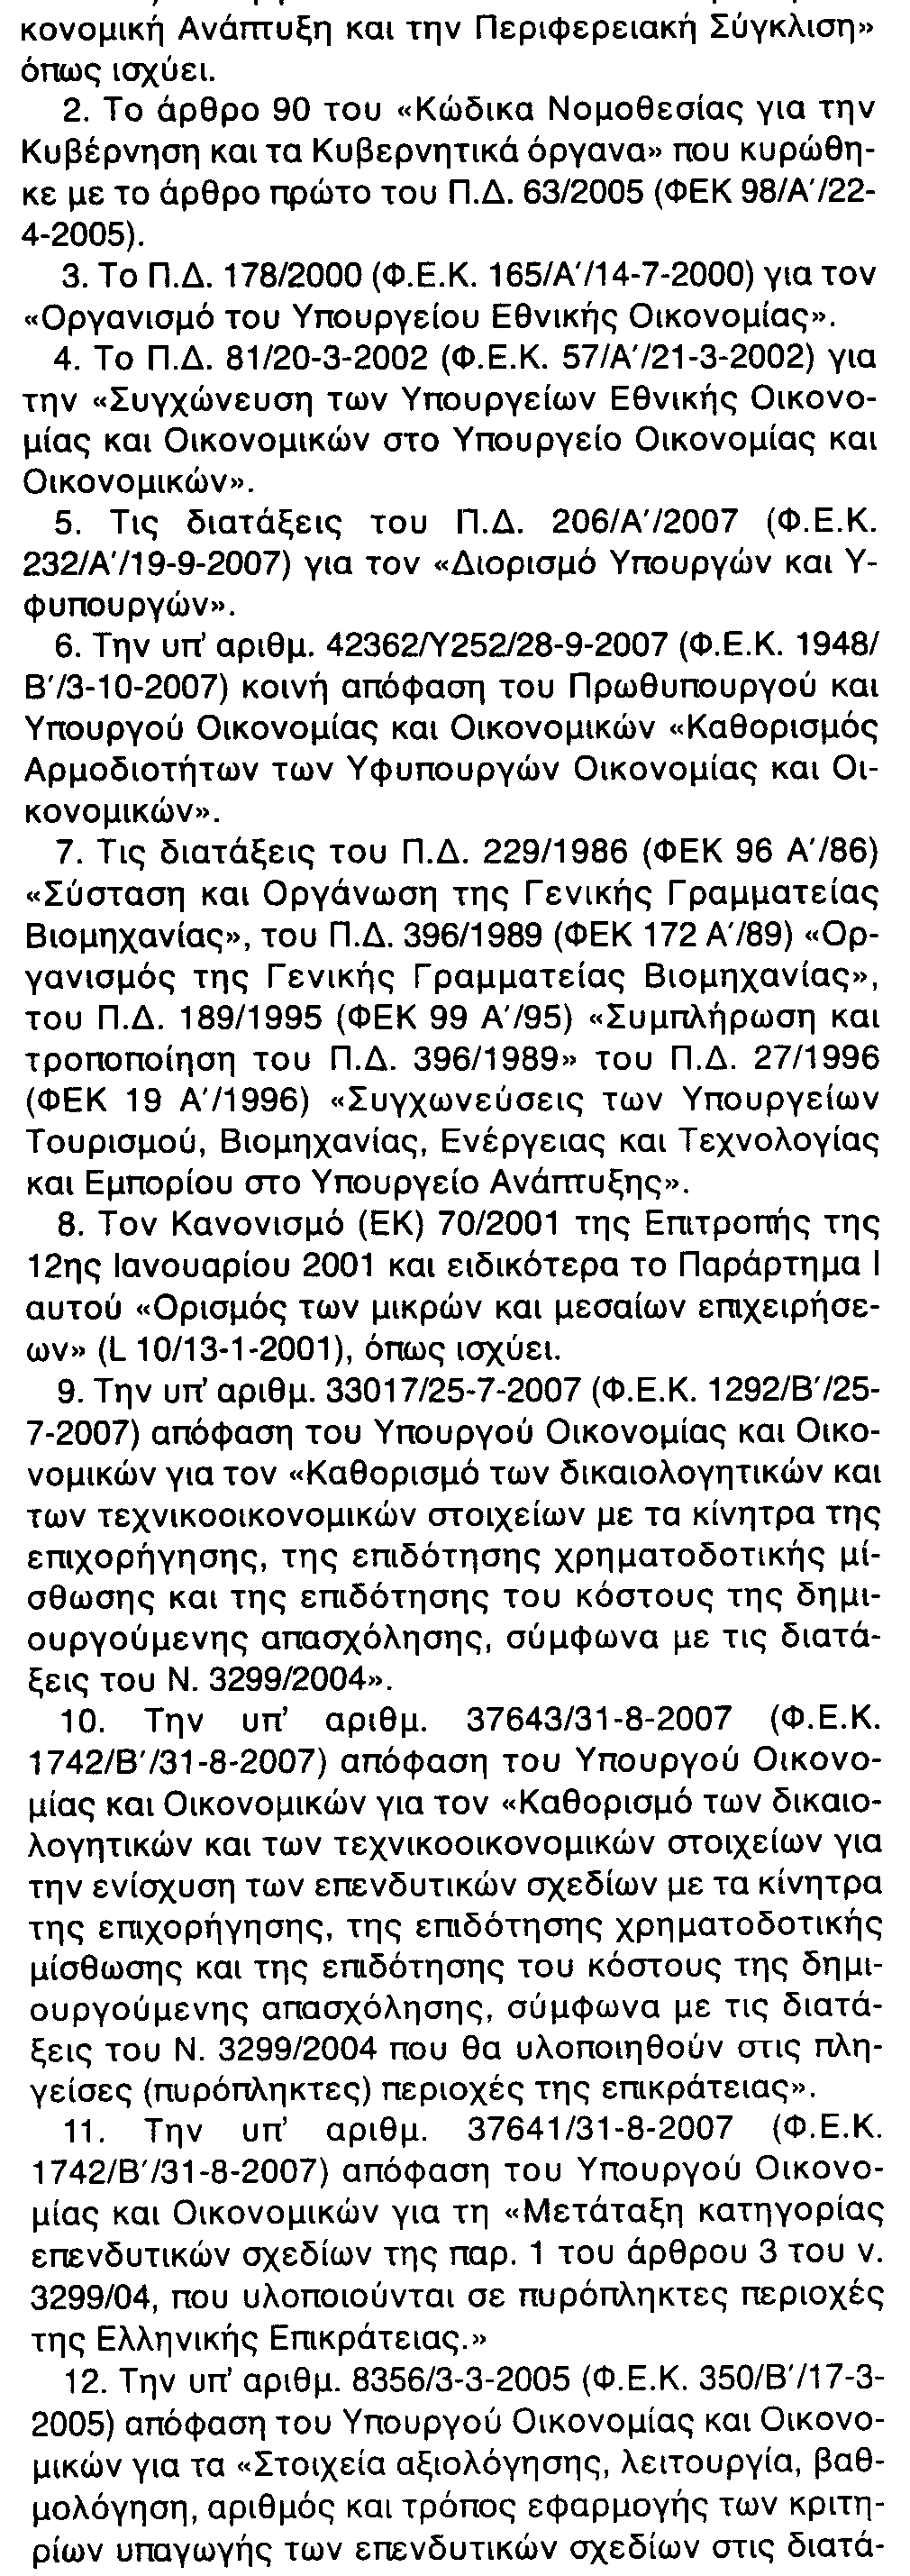 κονομική Ανάπτυξη και την Περιφερειακή Σύγκλιση»
όπως ισχύει.
2. Το άρθρο 90 του «Κώδικα Νομοθεσίας για την
Κυβέρνηση και τα Κυβερνητικά όργανα» που κυρώθη-
κε με το άρθρο πρώτο του Π.Δ. 63/2005 (ΦΕΚ 98/Α΄/22-
4-2005).
3. Το Π.Δ. 178/2000 (Φ.Ε.Κ. 165/Α΄/14-7-2000) για τον
«Οργανισμό του Υπουργείου Εθνικής Οικονομίας».
4. Το Π.Δ. 81/20-3-2002 (Φ.Ε.Κ. 57/Α΄/21-3-2002) για
την «Συγχώνευση των Υπουργείων Εθνικής Οικονο-
μίας και Οικονομικών στο Υπουργείο Οικονομίας και
Οικονομικών».
5. Τις διατάξεις του Π.Δ. 206/Α΄/2007 (Φ.Ε.Κ.
232/Α΄/19-9-2007) για τον «Διορισμό Υπουργών και Υ-
φυπουργών».
6. Την υπ’ αριθμ. 42362/Υ252/28-9-2007 (Φ.Ε.Κ. 1948/
Β΄/3-10-2007) κοινή απόφαση του Πρωθυπουργού και
Υπουργού Οικονομίας και Οικονομικών «Καθορισμός
Αρμοδιοτήτων των Υφυπουργών Οικονομίας και Οι-
κονομικών».
7. Τις διατάξεις του Π.Δ. 229/1986 (ΦΕΚ 96 Α΄/86)
«Σύσταση και Οργάνωση της Γενικής Γραμματείας
Βιομηχανίας», του Π.Δ. 396/1989 (ΦΕΚ 172 Α΄/89) «Ορ-
γανισμός της Γενικής Γραμματείας Βιομηχανίας»,
του Π.Δ. 189/1995 (ΦΕΚ 99 Α΄/95) «Συμπλήρωση και
τροποποίηση του Π.Δ. 396/1989» του Π.Δ. 27/1996
(ΦΕΚ 19 Α΄/1996) «Συγχωνεύσεις των Υπουργείων
Τουρισμού, Βιομηχανίας, Ενέργειας και Τεχνολογίας
και Εμπορίου στο Υπουργείο Ανάπτυξης».
8. Τον Κανονισμό (ΕΚ) 70/2001 της Επιτροπής της
12ης Ιανουαρίου 2001 και ειδικότερα το Παράρτημα Ι
αυτού «Ορισμός των μικρών και μεσαίων επιχειρήσε-
ων» (L 10/13-1-2001), όπως ισχύει.
9. Την υπ’ αριθμ. 33017/25-7-2007 (Φ.Ε.Κ. 1292/Β΄/25-
7-2007) απόφαση του Υπουργού Οικονομίας και Οικο-
νομικών για τον «Καθορισμό των δικαιολογητικών και
των τεχνικοοικονομικών στοιχείων με τα κίνητρα της
επιχορήγησης, της επιδότησης χρηματοδοτικής μί-
σθωσης και της επιδότησης του κόστους της δημι-
ουργούμενης απασχόλησης, σύμφωνα με τις διατά-
ξεις του Ν. 3299/2004».
10. Την υπ’ αριθμ. 37643/31-8-2007 (Φ.Ε.Κ.
1742/Β΄/31-8-2007) απόφαση του Υπουργού Οικονο-
μίας και Οικονομικών για τον «Καθορισμό των δικαιο-
λογητικών και των τεχνικοοικονομικών στοιχείων για
την ενίσχυση των επενδυτικών σχεδίων με τα κίνητρα
της επιχορήγησης, της επιδότησης χρηματοδοτικής
μίσθωσης και της επιδότησης του κόστους της δημι-
ουργούμενης απασχόλησης, σύμφωνα με τις διατά-
ξεις του Ν. 3299/2004 που θα υλοποιηθούν στις πλη-
γείσες (πυρόπληκτες) περιοχές της επικράτειας».
11. Την υπ’ αριθμ. 37641/31-8-2007 (Φ.Ε.Κ.
1742/Β΄/31-8-2007) απόφαση του Υπουργού Οικονο-
μίας και Οικονομικών για τη «Μετάταξη κατηγορίας
επενδυτικών σχεδίων της παρ. 1 του άρθρου 3 του ν.
3299/04, που υλοποιούνται σε πυρόπληκτες περιοχές
της Ελληνικής Επικράτειας.»
12. Την υπ’ αριθμ. 8356/3-3-2005 (Φ.Ε.Κ. 350/Β΄/17-3-
2005) απόφαση του Υπουργού Οικονομίας και Οικονο-
μικών για τα «Στοιχεία αξιολόγησης, λειτουργία, βαθ-
μολόγηση, αριθμός και τρόπος εφαρμογής των κριτη-
ρίων υπαγωγής των επενδυτικών σχεδίων στις διατά-